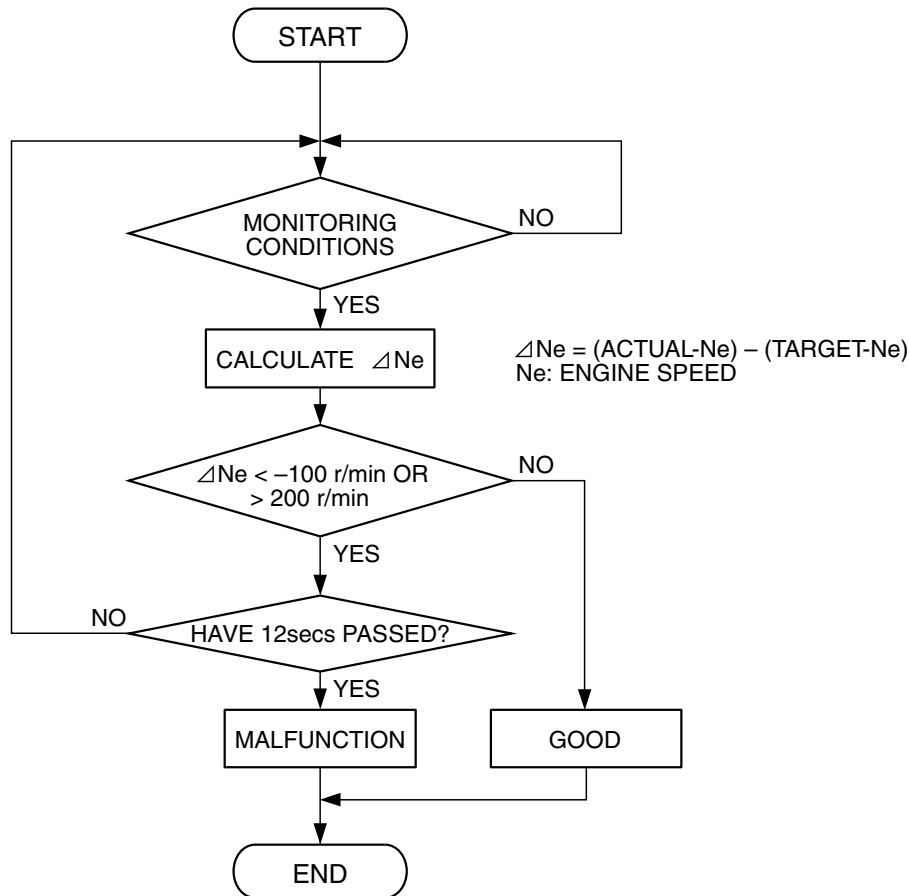 START
MONITORING
CONDITIONS
NO
YES
CALCULATE ⊿Ne
⊿Ne = (ACTUAL-Ne) – (TARGET-Ne)
Ne: ENGINE SPEED
⊿Ne < –100 r/min OR
> 200 r/min
NO
YES
NO
HAVE 12secs PASSED?
YES
MALFUNCTION
GOOD
END